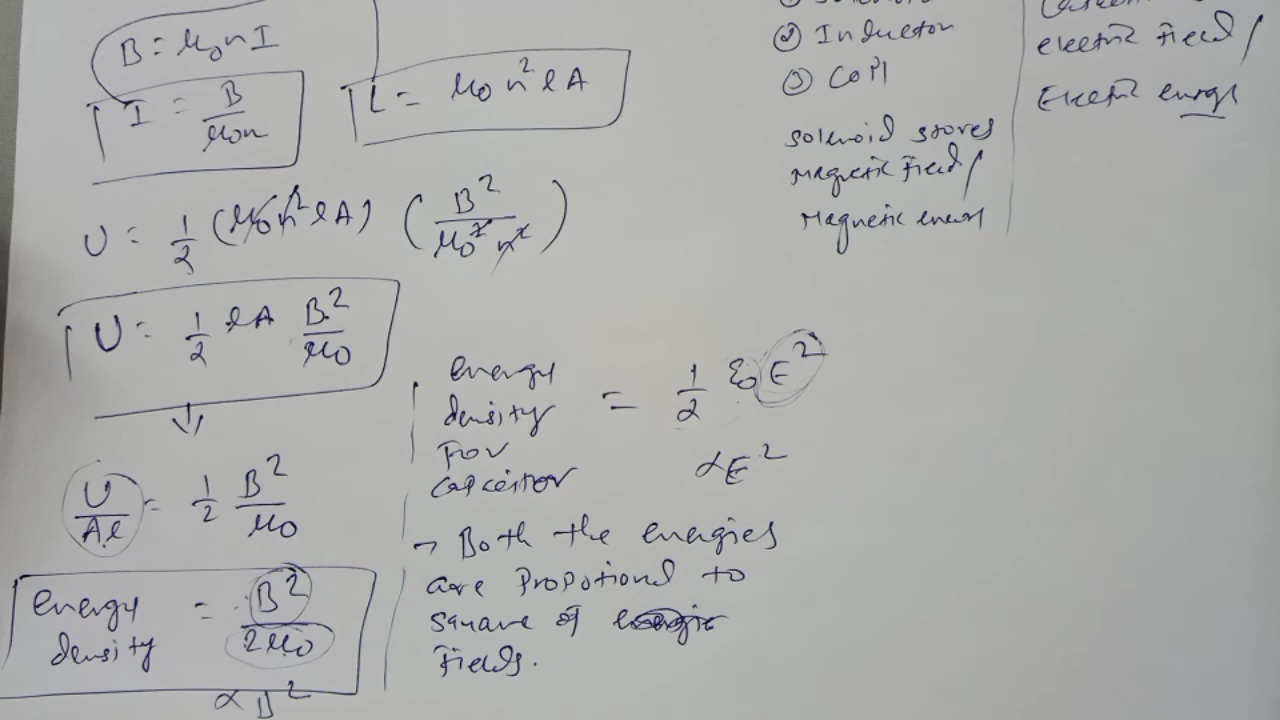 B = μ₀nI
I = B/μ₀n
L = μ₀n²lA
U = 1/2 (μ₀n²lA) (B²/μ₀²n²)
U = 1/2 lA B²/μ₀
↓
U/Al = 1/2 B²/μ₀
energy density = B²/2μ₀
∝ B²
② Inductor
③ Coil
solenoid stores
Magnetic Field/
Magnetic energy
electric field/
Electric energy
energy density For capacitor = 1/2 ε₀E²
∝E²
→ Both the energies
are Propotional to
square of
Fields.